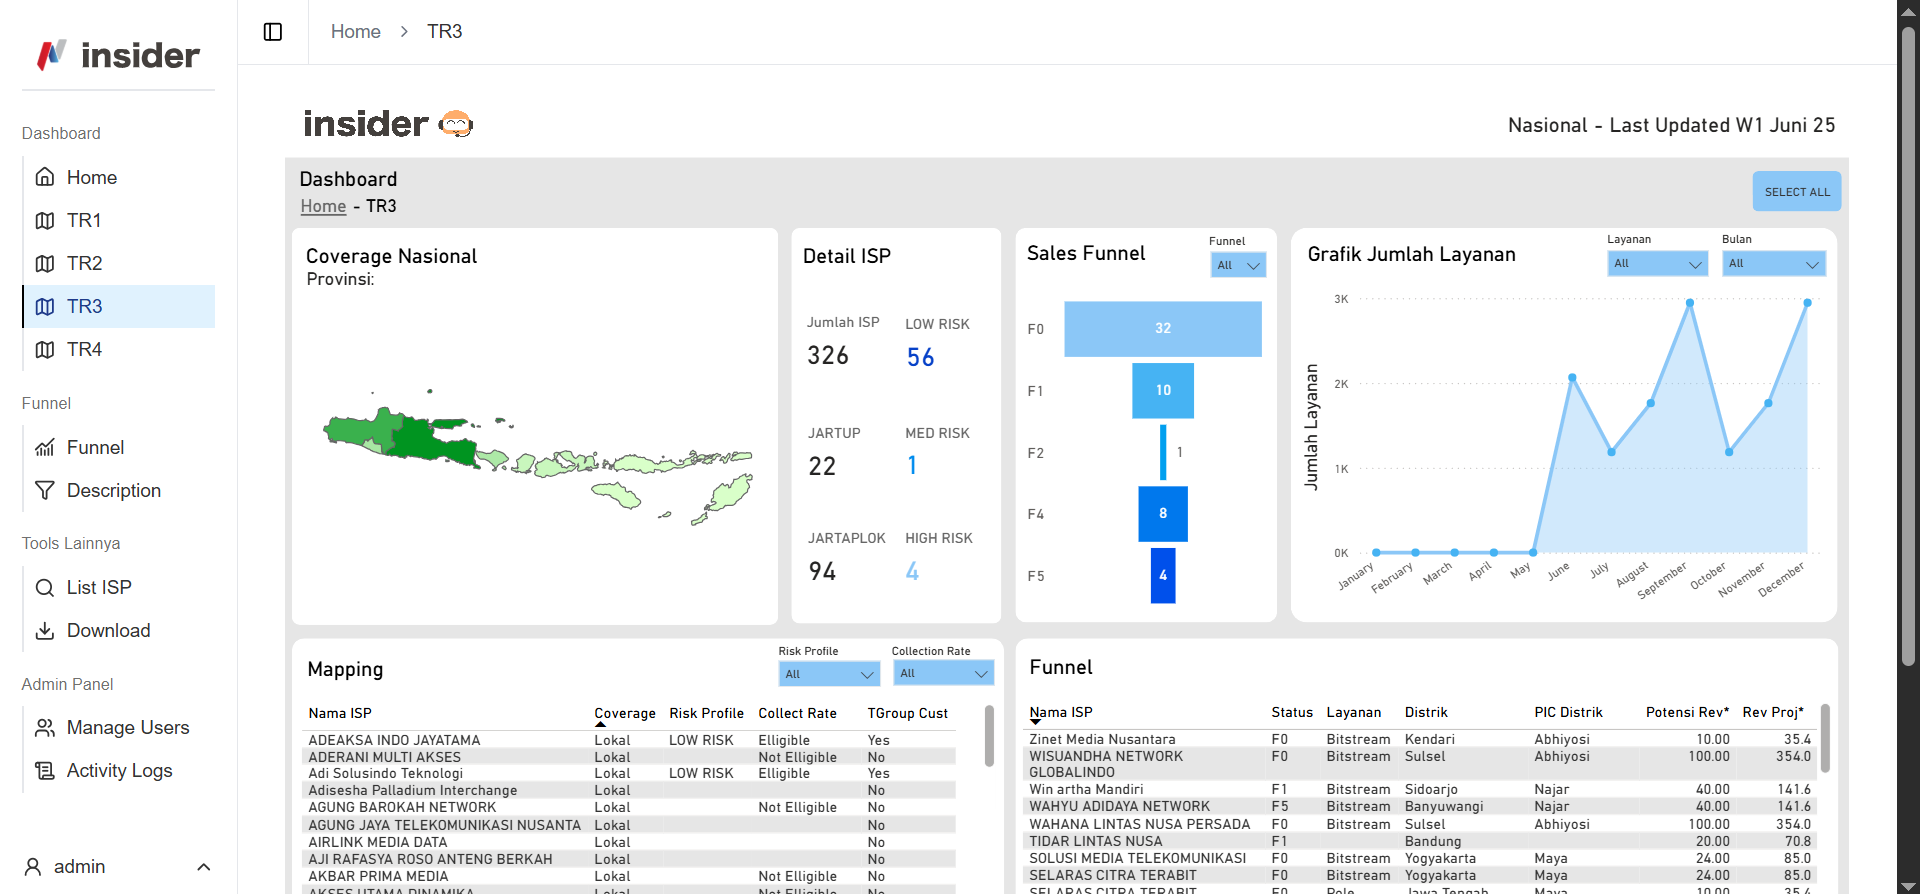 insider
Dashboard
Home
TR1
TR2
TR3
TR4
Funnel
Funnel
Description
Tools Lainnya
List ISP
Download
Admin Panel
Manage Users
Activity Logs
admin
Home > TR3
insider
Nasional - Last Updated W1 Juni 25
Dashboard
Home - TR3
SELECT ALL
Coverage Nasional
Provinsi:
Detail ISP
Jumlah ISP LOW RISK
326 56
JARTUP MED RISK
22 1
JARTAPLOK HIGH RISK
94 4
Sales Funnel
Funnel
All
F0 32
F1 10
F2 1
F4 8
F5 4
Grafik Jumlah Layanan
Layanan Bulan
All All
Jumlah Layanan
3K
2K
1K
0K
January February March April May June July August September October November December
Mapping
Risk Profile Collection Rate
All All
Nama ISP Coverage Risk Profile Collect Rate TGroup Cust
ADEAKSA INDO JAYATAMA Lokal LOW RISK Elligible Yes
ADERANI MULTI AKSES Lokal Not Elligible No
Adi Solusindo Teknologi Lokal LOW RISK Elligible Yes
Adisesha Palladium Interchange Lokal No
AGUNG BAROKAH NETWORK Lokal Not Elligible No
AGUNG JAYA TELEKOMUNIKASI NUSANTA Lokal No
AIRLINK MEDIA DATA Lokal No
AJI RAFASYA ROSO ANTENG BERKAH Lokal No
AKBAR PRIMA MEDIA Lokal Not Elligible No
AKSES UTAMA DINAMIKA Lokal Not Elligible No
Funnel
Nama ISP Status Layanan Distrik PIC Distrik Potensi Rev* Rev Proj*
Zinet Media Nusantara F0 Bitstream Kendari Abhiyosi 10.00 35.4
WISUANDHA NETWORK F0 Bitstream Sulsel Abhiyosi 100.00 354.0
GLOBALINDO
Win artha Mandiri F1 Bitstream Sidoarjo Najar 40.00 141.6
WAHYU ADIDAYA NETWORK F5 Bitstream Banyuwangi Najar 40.00 141.6
WAHANA LINTAS NUSA PERSADA F0 Bitstream Sulsel Abhiyosi 100.00 354.0
TIDAR LINTAS NUSA F1 Bandung 20.00 70.8
SOLUSI MEDIA TELEKOMUNIKASI F0 Bitstream Yogyakarta Maya 24.00 85.0
SELARAS CITRA TERABIT F0 Bitstream Yogyakarta Maya 24.00 85.0
SELARAS CITRA TERABIT F0 Pole Jawa Tengah Maya 10.00 35.4